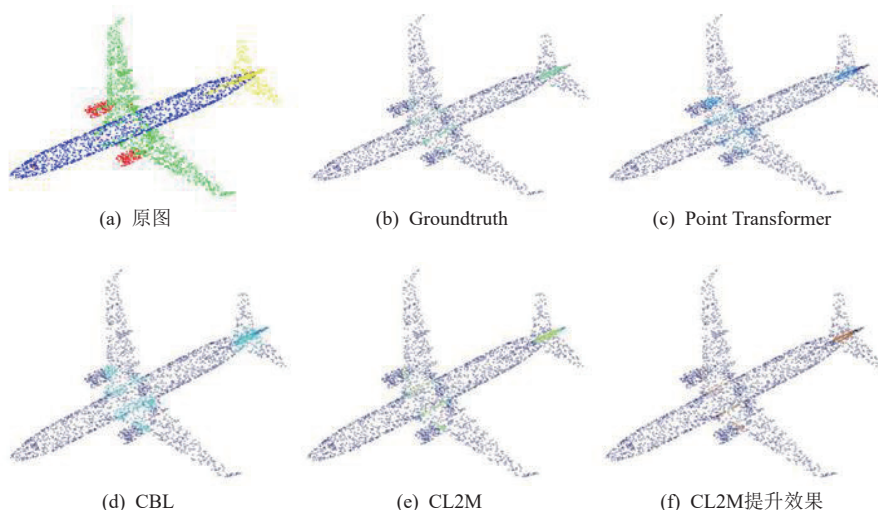 (a) 原图
(b) Groundtruth
(c) Point Transformer
(d) CBL
(e) CL2M
(f) CL2M提升效果